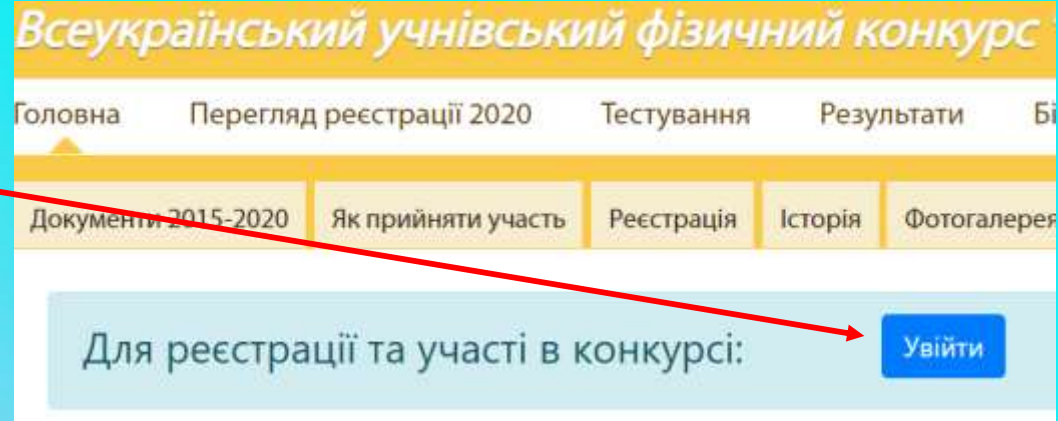 Всеукраїнський учнівський фізичний конкурс
Головна Перегляд реєстрації 2020 Тестування Результати
Документи 2015-2020 Як прийняти участь Реєстрація Історія Фотогалерея
Для реєстрації та участі в конкурсі: Увійти